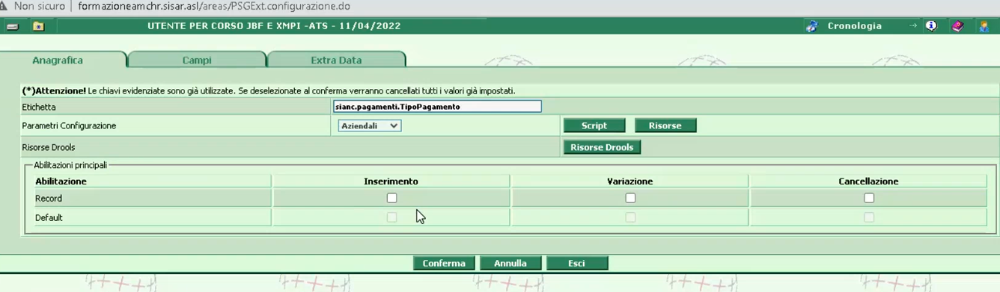 Non sicuro | formazioneamchr.sisar.asl/areas/PSGExt.configurazione.do
UTENTE PER CORSO JBF E XMPI -ATS - 11/04/2022 Cronologia
Anagrafica Campi Extra Data
(*)Attenzione! Le chiavi evidenziate sono già utilizzate. Se deselezionate al conferma verranno cancellati tutti i valori già impostati.
Etichetta sianc.pagamenti.TipoPagamento
Parametri Configurazione Aziendali Script Risorse
Risorse Drools Risorse Drools
Abilitazioni principali
Abilitazione Inserimento Variazione Cancellazione
Record
Default
Conferma Annulla Esci